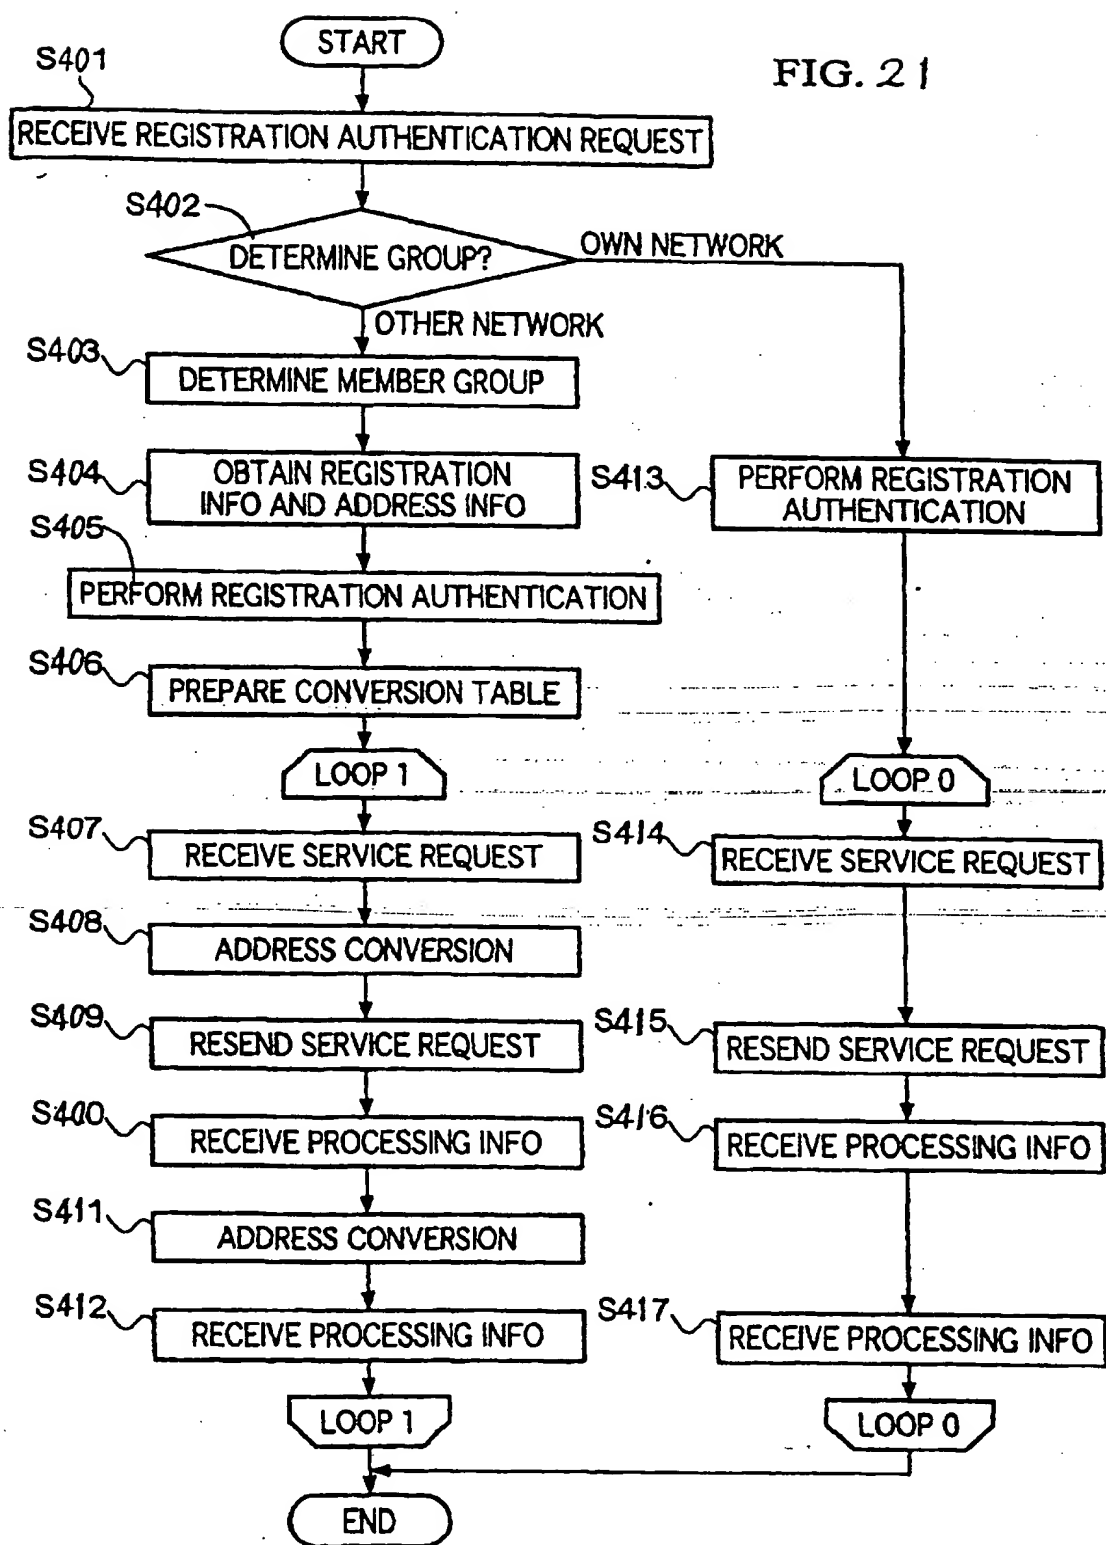 START
FIG. 21
S401
RECEIVE REGISTRATION AUTHENTICATION REQUEST
S402
DETERMINE GROUP?
OWN NETWORK
OTHER NETWORK
S403
DETERMINE MEMBER GROUP
S404
OBTAIN REGISTRATION
INFO AND ADDRESS INFO
S413
PERFORM REGISTRATION
AUTHENTICATION
S405
PERFORM REGISTRATION AUTHENTICATION
S406
PREPARE CONVERSION TABLE
LOOP 1
LOOP 0
S407
RECEIVE SERVICE REQUEST
S414
RECEIVE SERVICE REQUEST
S408
ADDRESS CONVERSION
S409
RESEND SERVICE REQUEST
S415
RESEND SERVICE REQUEST
S400
RECEIVE PROCESSING INFO
S416
RECEIVE PROCESSING INFO
S411
ADDRESS CONVERSION
S412
RECEIVE PROCESSING INFO
S417
RECEIVE PROCESSING INFO
LOOP 1
LOOP 0
END